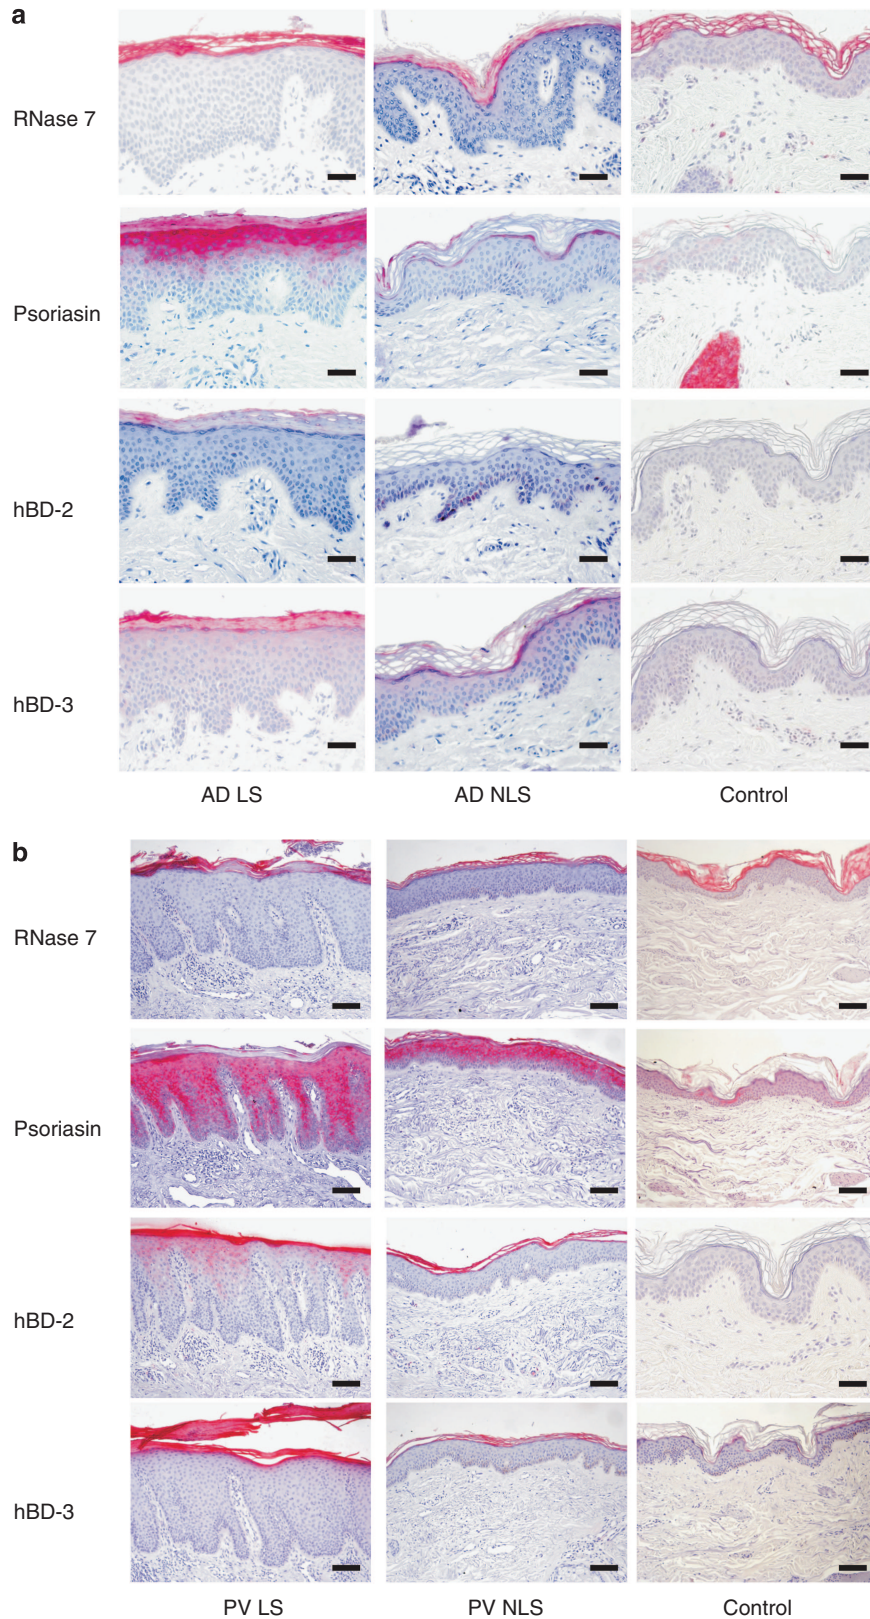 a
RNase 7
Psoriasin
hBD-2
hBD-3
AD LS
AD NLS
Control
b
RNase 7
Psoriasin
hBD-2
hBD-3
PV LS
PV NLS
Control